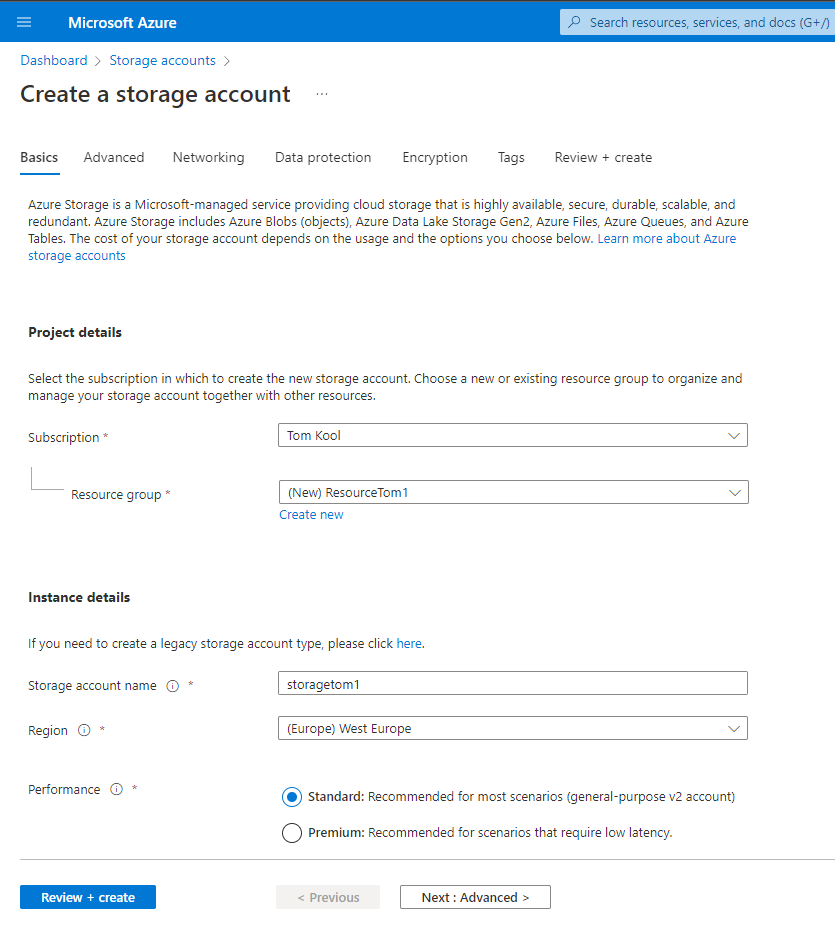 Microsoft Azure
Search resources, services, and docs (G+/)
Dashboard > Storage accounts >
Create a storage account ...
Basics Advanced Networking Data protection Encryption Tags Review + create
Azure Storage is a Microsoft-managed service providing cloud storage that is highly available, secure, durable, scalable, and
redundant. Azure Storage includes Azure Blobs (objects), Azure Data Lake Storage Gen2, Azure Files, Azure Queues, and Azure
Tables. The cost of your storage account depends on the usage and the options you choose below. Learn more about Azure
storage accounts
Project details
Select the subscription in which to create the new storage account. Choose a new or existing resource group to organize and
manage your storage account together with other resources.
Subscription *
Tom Kool
Resource group *
(New) ResourceTom1
Create new
Instance details
If you need to create a legacy storage account type, please click here.
Storage account name *
storagetom1
Region *
(Europe) West Europe
Performance *
Standard: Recommended for most scenarios (general-purpose v2 account)
Premium: Recommended for scenarios that require low latency.
Review + create
< Previous
Next : Advanced >